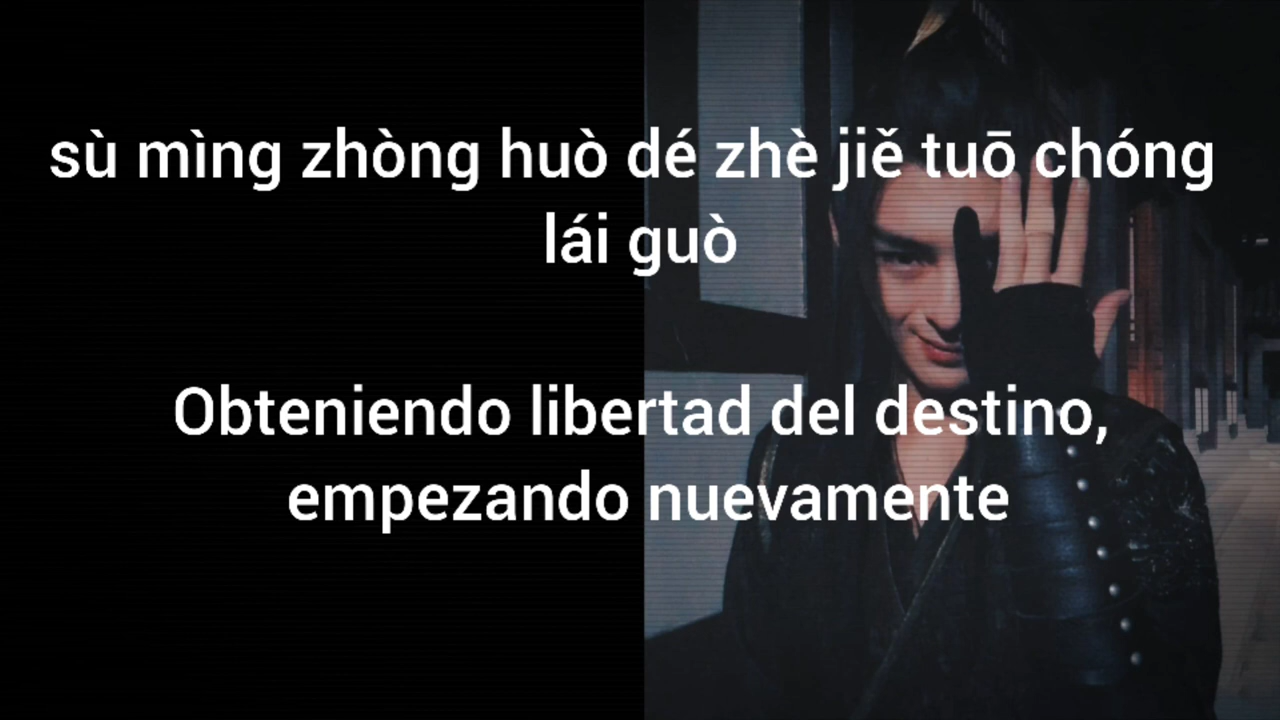 sù mìng zhòng huò dé zhè jiě tuō chóng
lái guò
Obteniendo libertad del destino,
empezando nuevamente